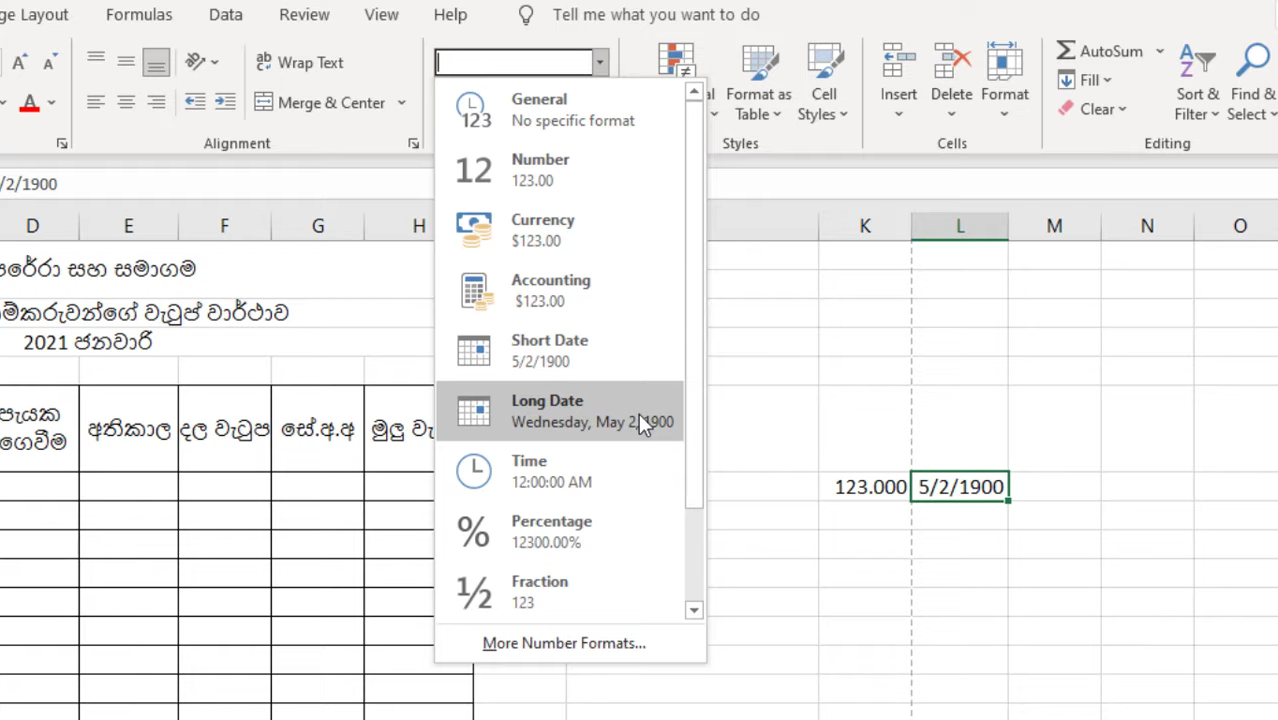 ge Layout Formulas Data Review View Help Tell me what you want to do
Wrap Text
Merge & Center
Alignment
General
No specific format
Number
123.00
Currency
$123.00
Accounting
$123.00
Short Date
5/2/1900
Long Date
Wednesday, May 2, 1900
Time
12:00:00 AM
Percentage
12300.00%
Fraction
123
More Number Formats...
al
Format as
Table
Cell
Styles
Styles
Insert
Delete
Format
Cells
AutoSum
Fill
Clear
Sort &
Filter
Find &
Select
Editing
/2/1900
D E F G H K L M N O
පරේරා සහ සමාගම
ම්කරුවන්ගේ වැටුප් වාර්ථාව
2021 ජනවාරි
පැයක
ගෙවීම
අතිකාල
දල වැටුප
සේ.අ.අ
මුලු වැ
123.000 5/2/1900